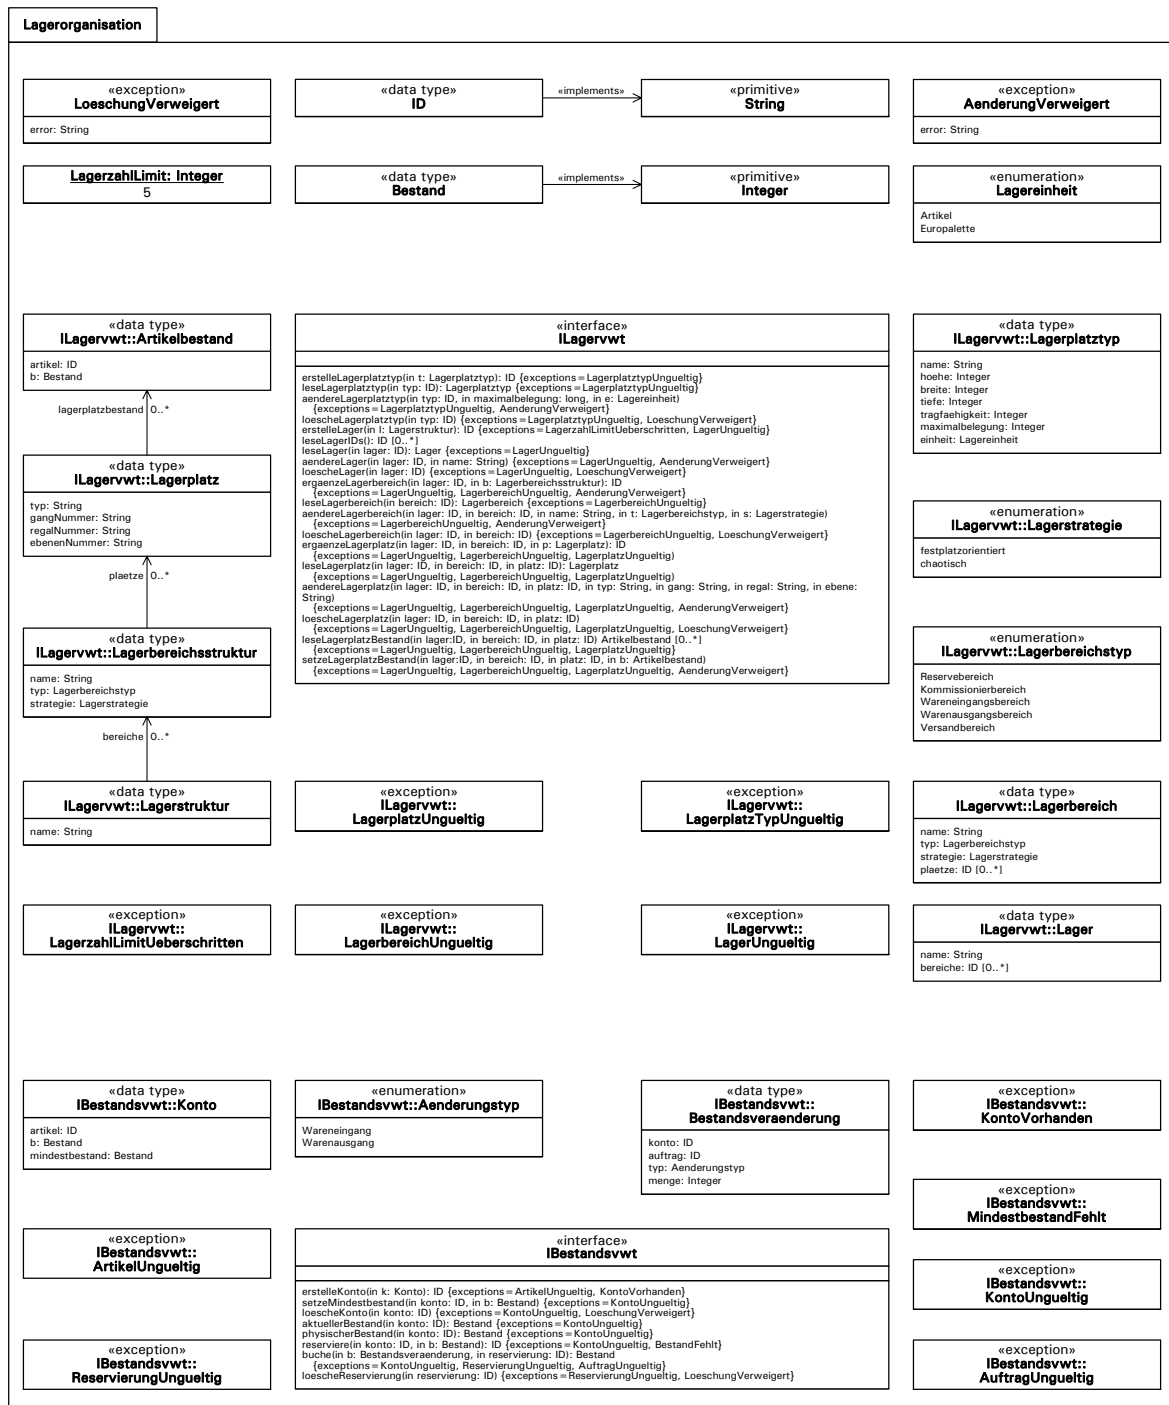 Lagerorganisation
«exception»
LoeschungVerweigert
error: String
«data type»
ID
«implements»
«primitive»
String
«exception»
AenderungVerweigert
error: String
LagerzahlLimit: Integer
5
«data type»
Bestand
«implements»
«primitive»
Integer
«enumeration»
Lagereinheit
Artikel
Europalette
«data type»
ILagervwt::Artikelbestand
artikel: ID
b: Bestand
lagerplatzbestand 0..*
«data type»
ILagervwt::Lagerplatz
typ: String
gangNummer: String
regalNummer: String
ebenenNummer: String
plaetze 0..*
«data type»
ILagervwt::Lagerbereichsstruktur
name: String
typ: Lagerbereichstyp
strategie: Lagerstrategie
bereiche 0..*
«data type»
ILagervwt::Lagerstruktur
name: String
«interface»
ILagervwt
erstelleLagerplatztyp(in t: Lagerplatztyp): ID {exceptions=LagerplatztypUngueltig}
leseLagerplatztyp(in typ: ID): Lagerplatztyp {exceptions=LagerplatztypUngueltig}
aendereLagerplatztyp(in typ: ID, in maximalbelegung: long, in e: Lagereinheit)
{exceptions=LagerplatztypUngueltig, AenderungVerweigert}
loescheLagerplatztyp(in typ: ID) {exceptions=LagerplatztypUngueltig, LoeschungVerweigert}
erstelleLager(in l: Lagerstruktur): ID {exceptions=LagerzahlLimitUeberschritten, LagerUngueltig}
leseLagerIDs(): ID [0..*]
leseLager(in lager: ID): Lager {exceptions=LagerUngueltig}
aendereLager(in lager: ID, in name: String) {exceptions=LagerUngueltig, AenderungVerweigert}
loescheLager(in lager: ID) {exceptions=LagerUngueltig, LoeschungVerweigert}
ergaenzeLagerbereich(in lager: ID, in b: Lagerbereichsstruktur): ID
{exceptions=LagerUngueltig, LagerbereichUngueltig, AenderungVerweigert}
leseLagerbereich(in bereich: ID): Lagerbereich {exceptions=LagerbereichUngueltig}
aendereLagerbereich(in lager: ID, in bereich: ID, in name: String, in t: Lagerbereichstyp, in s: Lagerstrategie)
{exceptions=LagerbereichUngueltig, AenderungVerweigert}
loescheLagerbereich(in lager: ID, in bereich: ID) {exceptions=LagerbereichUngueltig, LoeschungVerweigert}
ergaenzeLagerplatz(in lager: ID, in bereich: ID, in p: Lagerplatz): ID
{exceptions=LagerUngueltig, LagerbereichUngueltig, LagerplatzUngueltig)
leseLagerplatz(in lager: ID, in bereich: ID, in platz: ID): Lagerplatz
{exceptions=LagerUngueltig, LagerbereichUngueltig, LagerplatzUngueltig)
aendereLagerplatz(in lager: ID, in bereich: ID, in platz: ID, in typ: String, in gang: String, in regal: String, in ebene:
String)
{exceptions=LagerUngueltig, LagerbereichUngueltig, LagerplatzUngueltig, AenderungVerweigert}
loescheLagerplatz(in lager: ID, in bereich: ID, in platz: ID)
{exceptions=LagerUngueltig, LagerbereichUngueltig, LagerplatzUngueltig, LoeschungVerweigert}
leseLagerplatzBestand(in lager:ID, in bereich: ID, in platz: ID) Artikelbestand [0..*]
{exceptions=LagerUngueltig, LagerbereichUngueltig, LagerplatzUngueltig}
setzeLagerplatzBestand(in lager:ID, in bereich: ID, in platz: ID, in b: Artikelbestand)
{exceptions=LagerUngueltig, LagerbereichUngueltig, LagerplatzUngueltig, AenderungVerweigert}
«data type»
ILagervwt::Lagerplatztyp
name: String
hoehe: Integer
breite: Integer
tiefe: Integer
tragfaehigkeit: Integer
maximalbelegung: Integer
einheit: Lagereinheit
«enumeration»
ILagervwt::Lagerstrategie
festplatzorientiert
chaotisch
«enumeration»
ILagervwt::Lagerbereichstyp
Reservebereich
Kommissionierbereich
Wareneingangsbereich
Warenausgangsbereich
Versandbereich
«exception»
ILagervwt::
LagerplatzUngueltig
«exception»
ILagervwt::
LagerplatzTypUngueltig
«data type»
ILagervwt::Lagerbereich
name: String
typ: Lagerbereichstyp
strategie: Lagerstrategie
plaetze: ID [0..*]
«exception»
ILagervwt::
LagerzahlLimitUeberschritten
«exception»
ILagervwt::
LagerbereichUngueltig
«exception»
ILagervwt::
LagerUngueltig
«data type»
ILagervwt::Lager
name: String
bereiche: ID [0..*]
«data type»
IBestandsvwt::Konto
artikel: ID
b: Bestand
mindestbestand: Bestand
«enumeration»
IBestandsvwt::Aenderungstyp
Wareneingang
Warenausgang
«data type»
IBestandsvwt::
Bestandsveraenderung
konto: ID
auftrag: ID
typ: Aenderungstyp
menge: Integer
«exception»
IBestandsvwt::
KontoVorhanden
«exception»
IBestandsvwt::
MindestbestandFehlt
«exception»
IBestandsvwt::
ArtikelUngueltig
«interface»
IBestandsvwt
erstelleKonto(in k: Konto): ID {exceptions=ArtikelUngueltig, KontoVorhanden}
setzeMindestbestand(in konto: ID, in b: Bestand) {exceptions=KontoUngueltig}
loescheKonto(in konto: ID) {exceptions=KontoUngueltig, LoeschungVerweigert}
aktuellerBestand(in konto: ID): Bestand {exceptions=KontoUngueltig}
physischerBestand(in konto: ID): Bestand {exceptions=KontoUngueltig}
reserviere(in konto: ID, in b: Bestand): ID {exceptions=KontoUngueltig, BestandFehlt}
buche(in b: Bestandsveraenderung, in reservierung: ID): Bestand
{exceptions=KontoUngueltig, ReservierungUngueltig, AuftragUngueltig}
loescheReservierung(in reservierung: ID) {exceptions=ReservierungUngueltig, LoeschungVerweigert}
«exception»
IBestandsvwt::
KontoUngueltig
«exception»
IBestandsvwt::
ReservierungUngueltig
«exception»
IBestandsvwt::
AuftragUngueltig